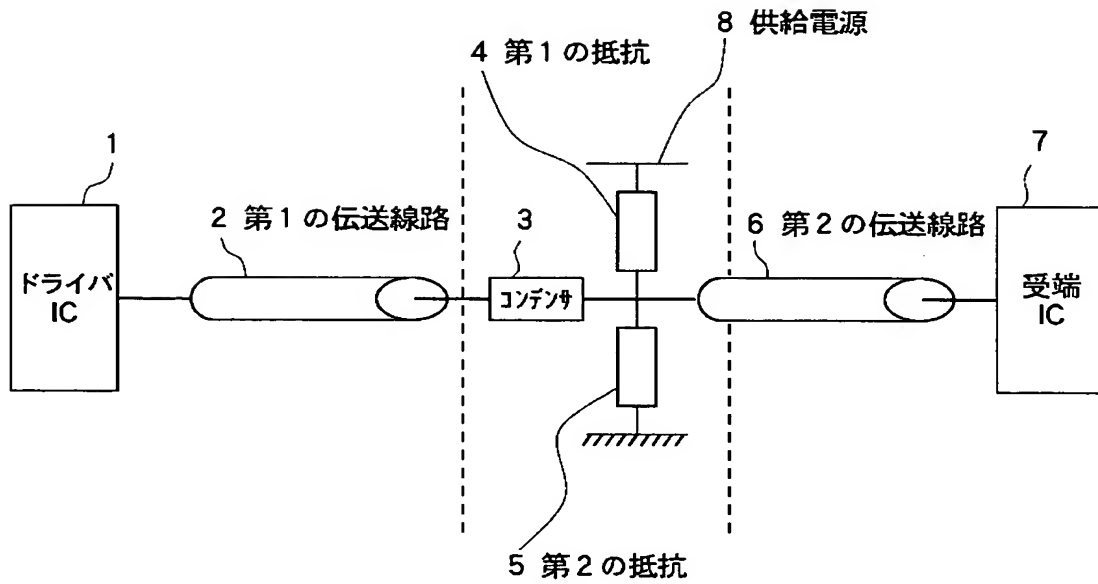 8 供給電源
4 第1の抵抗
1
7
2 第1の伝送線路
3
6 第2の伝送線路
ドライバ
IC
コンデンサ
受端
IC
5 第2の抵抗